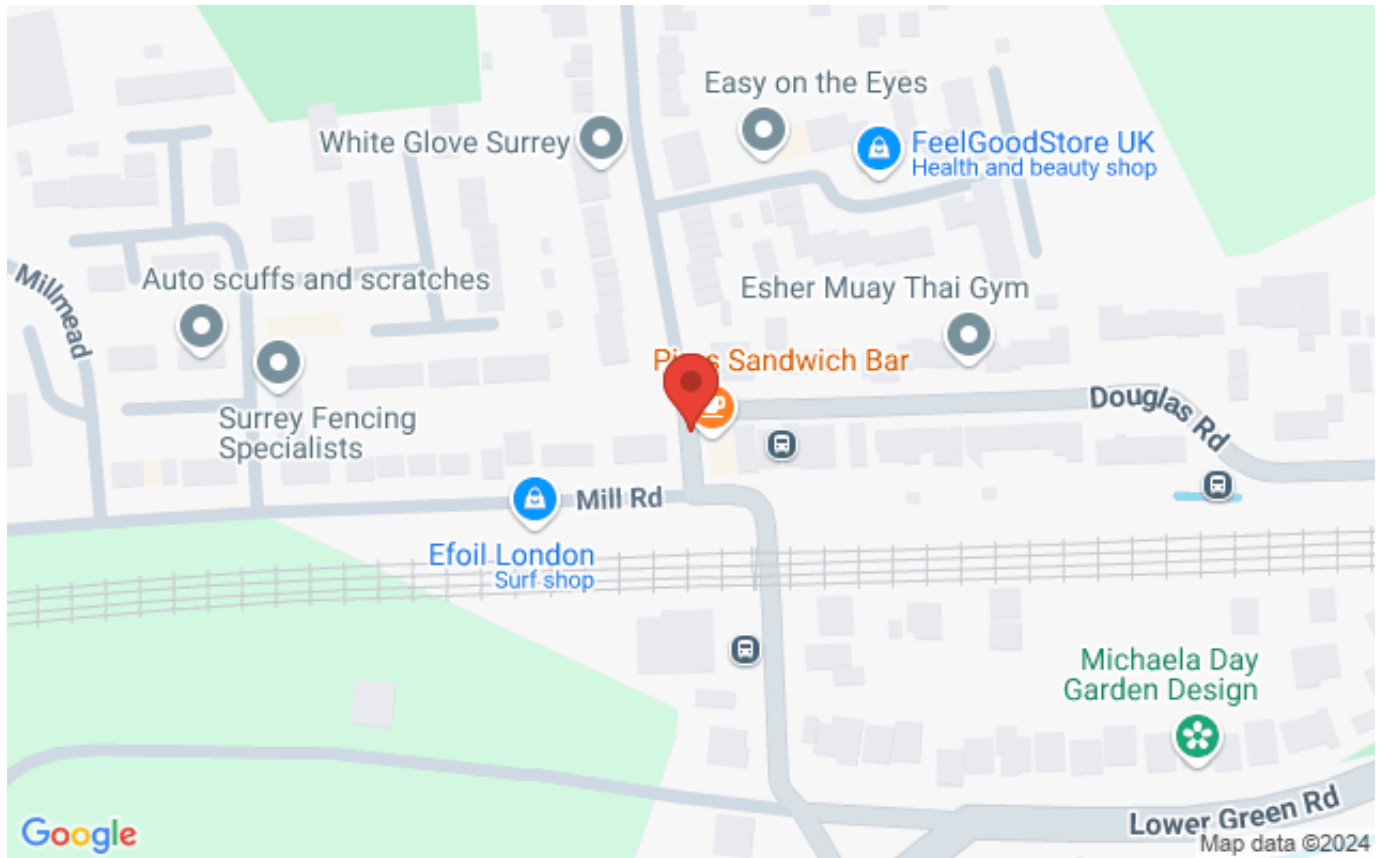 Easy on the Eyes
White Glove Surrey
FeelGoodStore UK
Health and beauty shop
Millmead
Auto scuffs and scratches
Esher Muay Thai Gym
Sandwich Bar
Surrey Fencing
Specialists
Douglas Rd
Mill Rd
Efoil London
Surf shop
Michaela Day
Garden Design
Lower Green Rd
Google
Map data ©2024